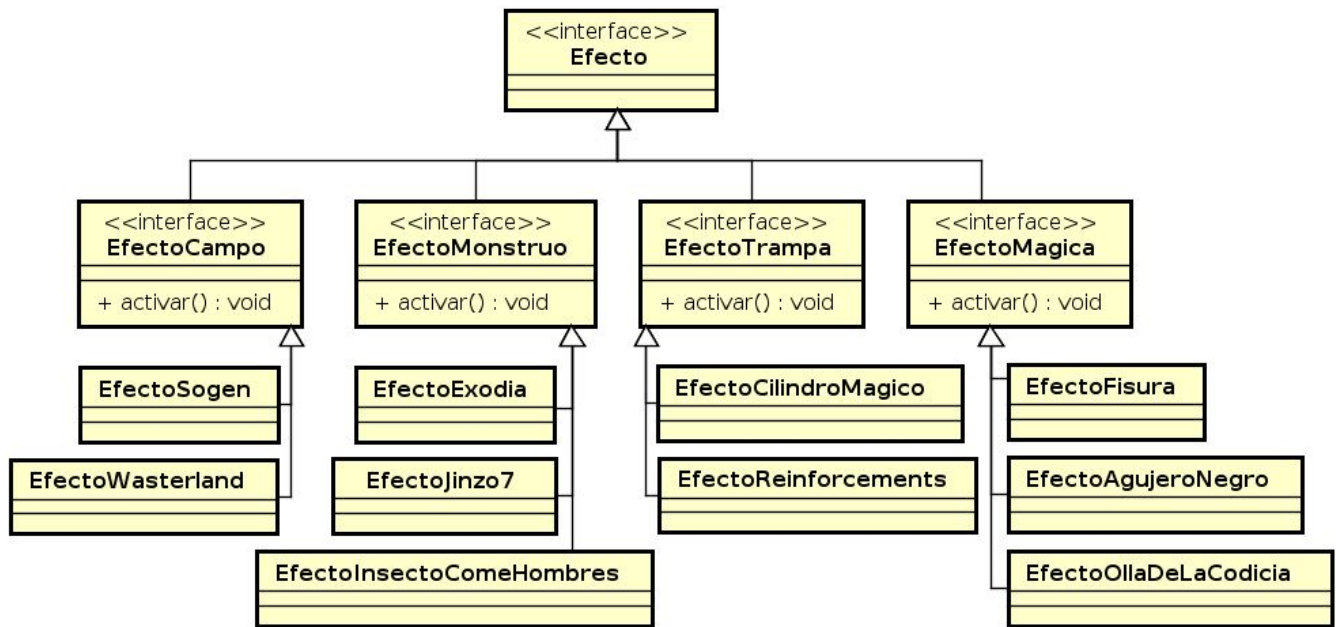 <<interface>>
Efecto
<<interface>>
EfectoCampo
+ activar() : void
<<interface>>
EfectoMonstruo
+ activar() : void
<<interface>>
EfectoTrampa
+ activar() : void
<<interface>>
EfectoMagica
+ activar() : void
EfectoSogen
EfectoExodia
EfectoCilindroMagico
EfectoFisura
EfectoWasterland
EfectoJinzo7
EfectoReinforcements
EfectoAgujeroNegro
EfectoInsectoComeHombres
EfectoOllaDeLaCodicia